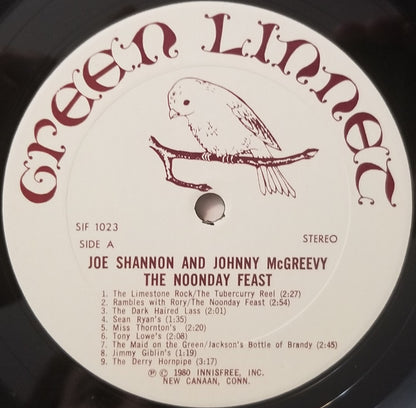 GREEN LINNET
SIF 1023
SIDE A
STEREO
JOE SHANNON AND JOHNNY McGREEVY
THE NOONDAY FEAST
1. The Limestone Rock/The Tubercurry Reel (2:27)
2. Rambles with Rory/The Noonday Feast (2:54)
3. The Dark Haired Lass (2:01)
4. Sean Ryan's (1:35)
5. Miss Thornton's (2:20)
6. Tony Lowe's (2:08)
7. The Maid on the Green/Jackson's Bottle of Brandy (2:45)
8. Jimmy Giblin's (1:19)
9. The Derry Hornpipe (3:17)
℗ © 1980 INNISFREE, INC.
NEW CANAAN, CONN.